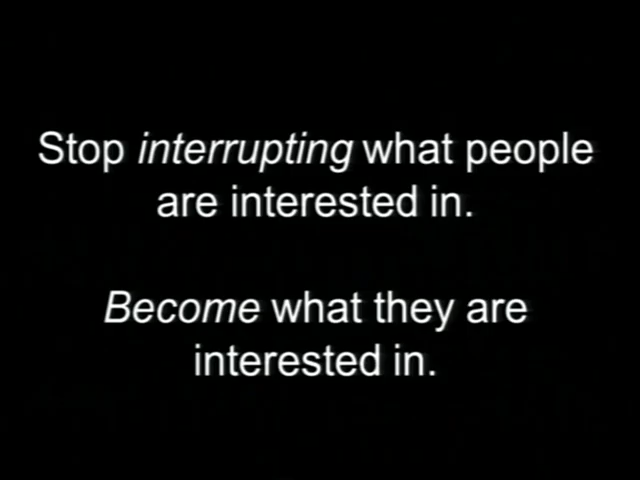 Stop interrupting what people
are interested in.
Become what they are
interested in.